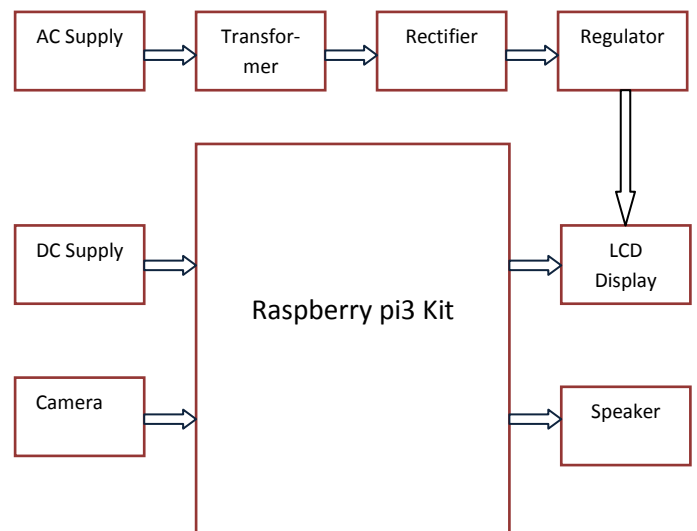 AC Supply
Transfor-
mer
Rectifier
Regulator
DC Supply
LCD
Display
Raspberry pi3 Kit
Camera
Speaker